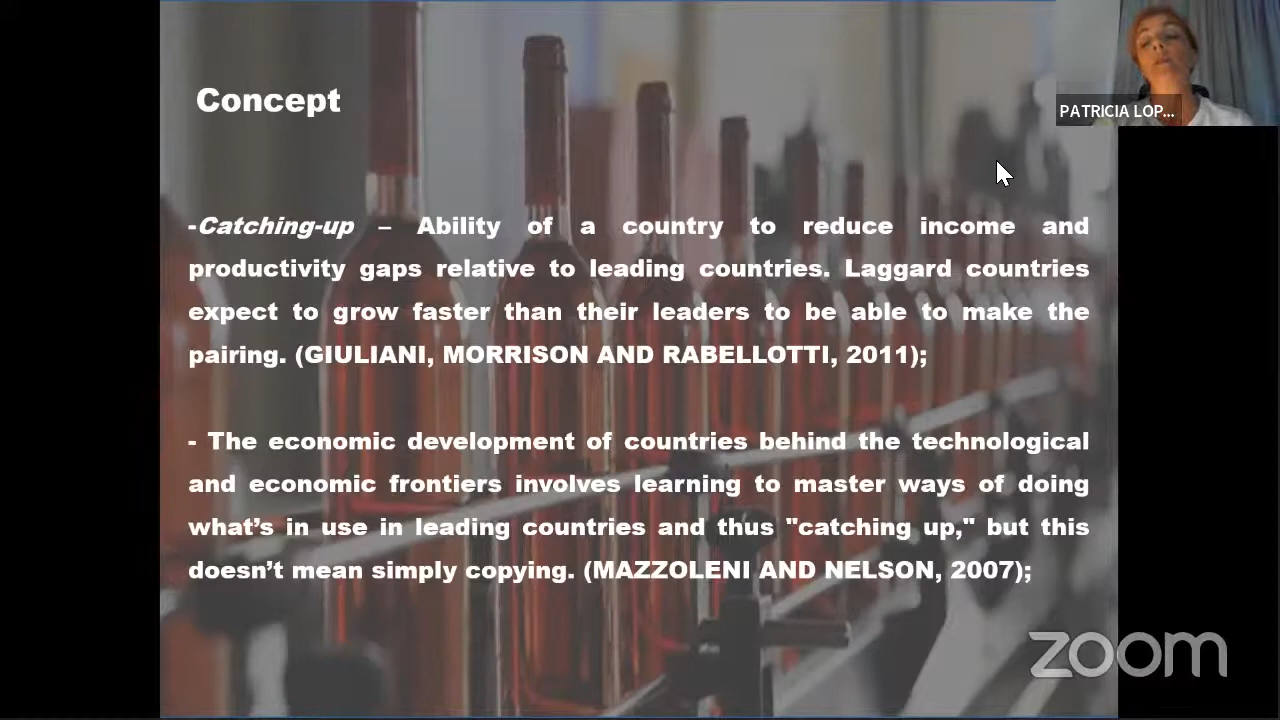 Concept
PATRICIA LOP...
-Catching-up – Ability of a country to reduce income and
productivity gaps relative to leading countries. Laggard countries
expect to grow faster than their leaders to be able to make the
pairing. (GIULIANI, MORRISON AND RABELLOTTI, 2011);
- The economic development of countries behind the technological
and economic frontiers involves learning to master ways of doing
what’s in use in leading countries and thus "catching up," but this
doesn’t mean simply copying. (MAZZOLENI AND NELSON, 2007);
zoom